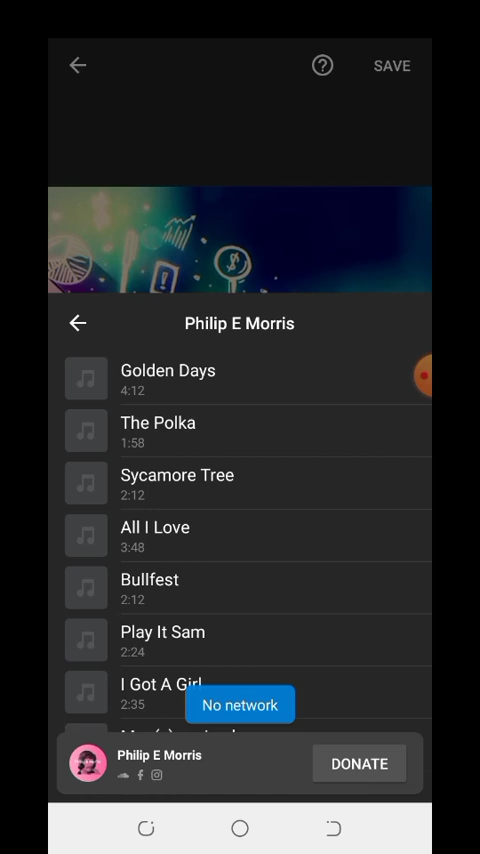 SAVE
Philip E Morris
Golden Days
4:12
The Polka
1:58
Sycamore Tree
2:12
All I Love
3:48
Bullfest
2:12
Play It Sam
2:24
I Got A Girl
2:35
No network
Philip E Morris
DONATE